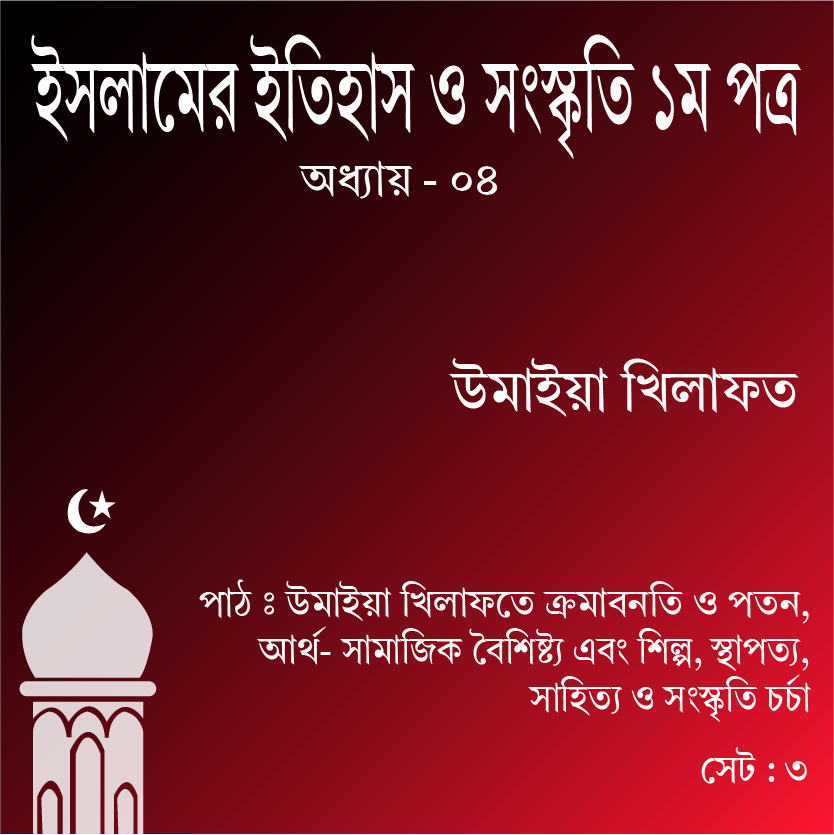 ইসলামের ইতিহাস ও সংস্কৃতি ১ম পত্র
অধ্যায় - ০৪
উমাইয়া খিলাফত
পাঠ ঃ উমাইয়া খিলাফতে ক্রমাবনতি ও পতন,
আর্থ- সামাজিক বৈশিষ্ট্য এবং শিল্প, স্থাপত্য,
সাহিত্য ও সংস্কৃতি চর্চা
সেট : ৩